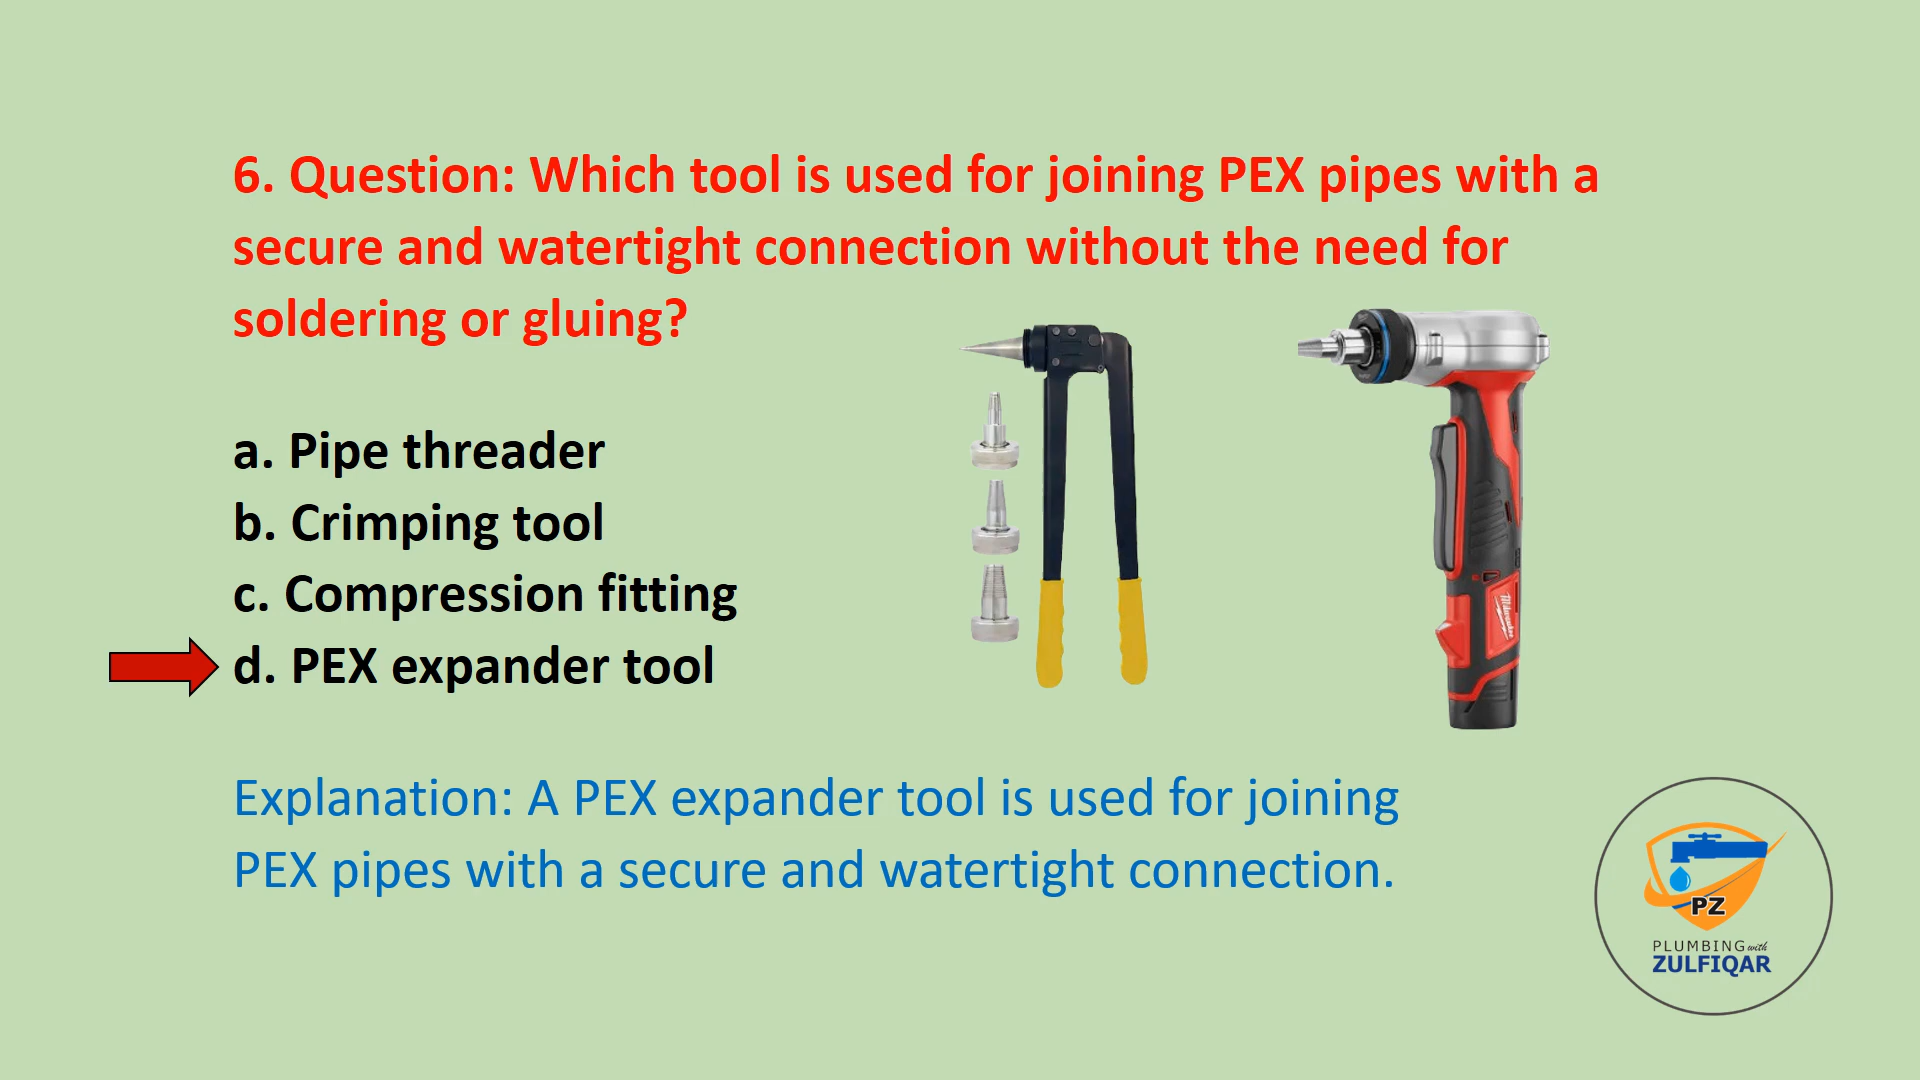 6. Question: Which tool is used for joining PEX pipes with a
secure and watertight connection without the need for
soldering or gluing?
a. Pipe threader
b. Crimping tool
c. Compression fitting
d. PEX expander tool
Explanation: A PEX expander tool is used for joining
PEX pipes with a secure and watertight connection.
Milwaukee
PZ
PLUMBING with
ZULFIQAR